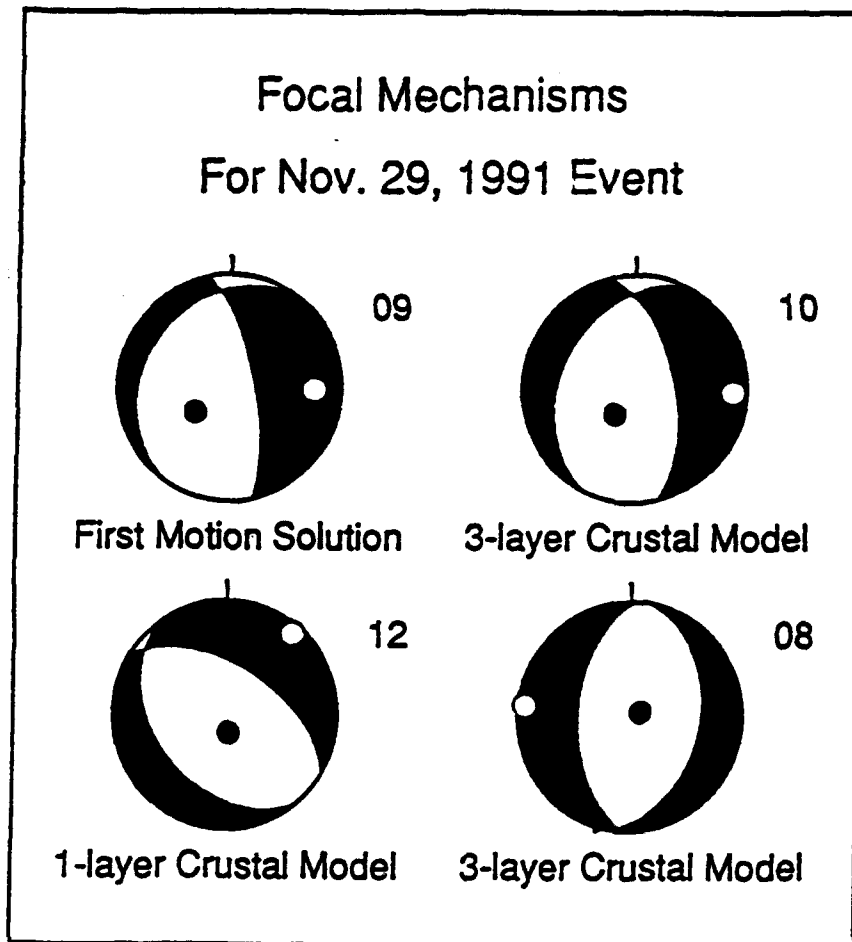 Focal Mechanisms
For Nov. 29, 1991 Event
09
10
First Motion Solution
3-layer Crustal Model
12
08
1-layer Crustal Model
3-layer Crustal Model